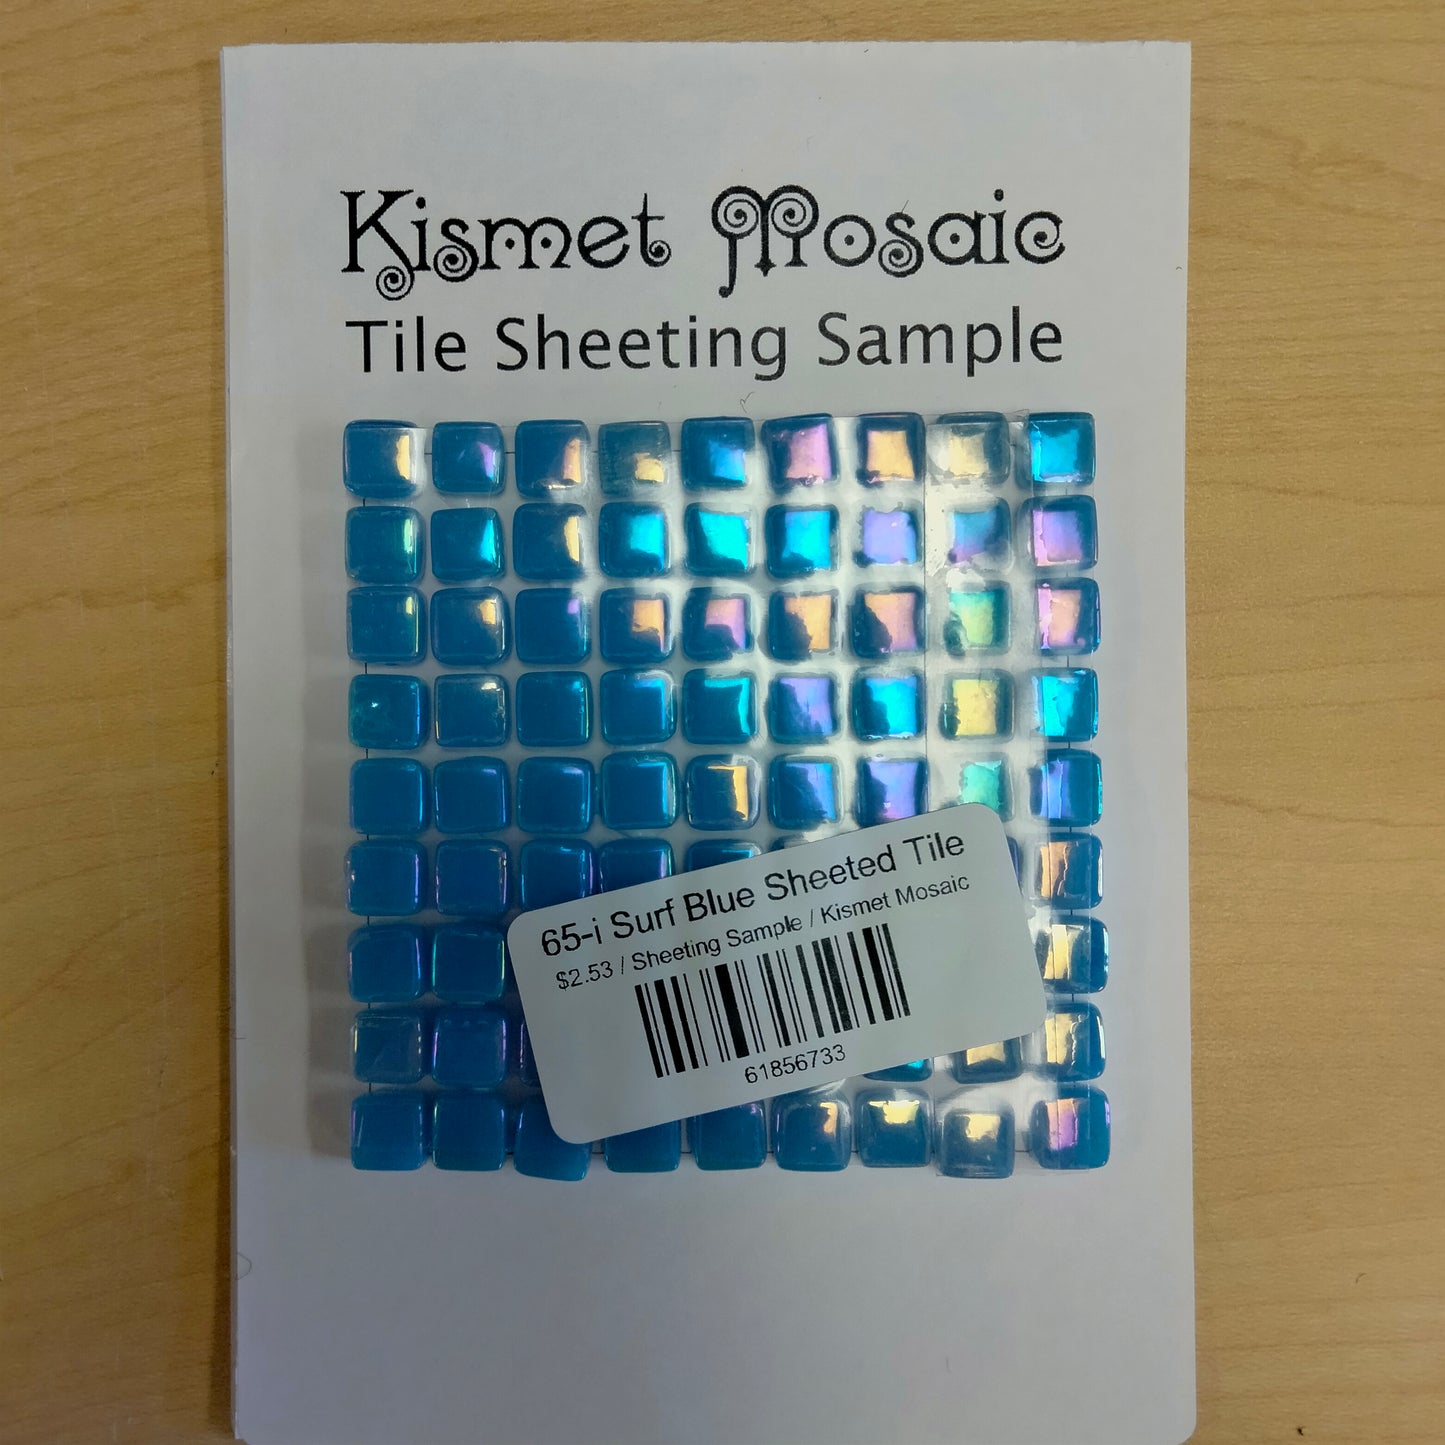 Kismet Mosaic
Tile Sheeting Sample
65-i Surf Blue Sheeted Tile
$2.53 / Sheeting Sample / Kismet Mosaic
61856733